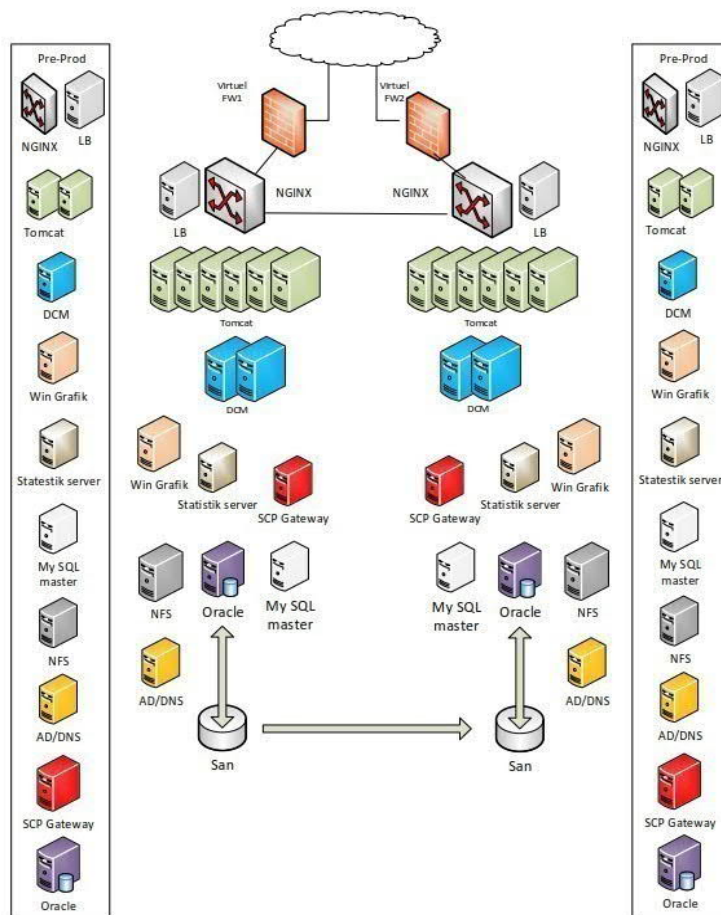 Pre-Prod
NGINX
LB
Tomcat
DCM
Win Grafik
Statestik server
My SQL
master
NFS
AD/DNS
SCP Gateway
Oracle
Virtuel
FW1
Virtuel
FW2
NGINX
NGINX
LB
LB
Tomcat
Tomcat
DCM
DCM
Win Grafik
Statistik server
SCP Gateway
SCP Gateway
Statistik server
Win Grafik
NFS
Oracle
My SQL
master
My SQL
master
Oracle
NFS
AD/DNS
AD/DNS
San
San
Pre-Prod
NGINX
LB
Tomcat
DCM
Win Grafik
Statestik server
My SQL
master
NFS
AD/DNS
SCP Gateway
Oracle